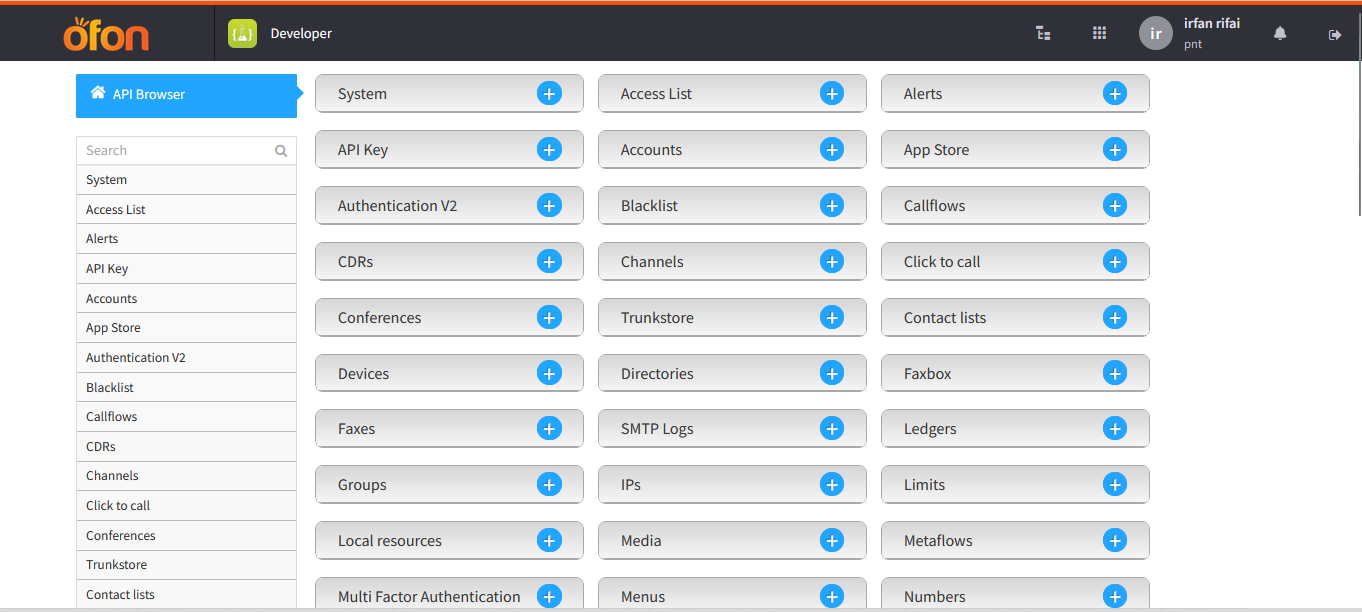 ofon
Developer
ir
irfan rifai
pnt
API Browser
Search
System
Access List
Alerts
API Key
Accounts
App Store
Authentication V2
Blacklist
Callflows
CDRs
Channels
Click to call
Conferences
Trunkstore
Contact lists
System
Access List
Alerts
API Key
Accounts
App Store
Authentication V2
Blacklist
Callflows
CDRs
Channels
Click to call
Conferences
Trunkstore
Contact lists
Devices
Directories
Faxbox
Faxes
SMTP Logs
Ledgers
Groups
IPs
Limits
Local resources
Media
Metaflows
Multi Factor Authentication
Menus
Numbers